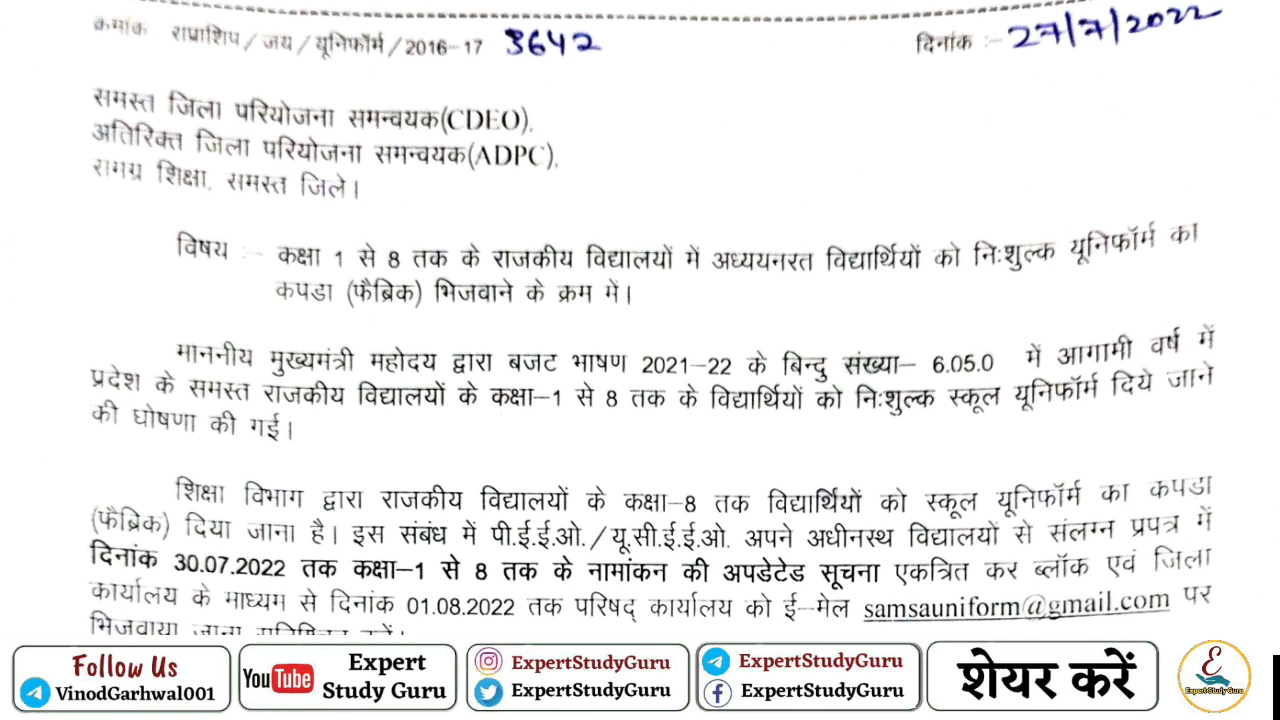 क्रमांक राप्राशिप/जय/यूनिफॉर्म/2016-17 3642 दिनांक :- 27/7/2022
समस्त जिला परियोजना समन्वयक(CDEO),
अतिरिक्त जिला परियोजना समन्वयक(ADPC),
समग्र शिक्षा, समस्त जिले।
विषय :- कक्षा 1 से 8 तक के राजकीय विद्यालयों में अध्ययनरत विद्यार्थियों को निःशुल्क यूनिफॉर्म का
कपडा (फैब्रिक) भिजवाने के क्रम में।
माननीय मुख्यमंत्री महोदय द्वारा बजट भाषण 2021-22 के बिन्दु संख्या- 6.05.0 में आगामी वर्ष में
प्रदेश के समस्त राजकीय विद्यालयों के कक्षा-1 से 8 तक के विद्यार्थियों को निःशुल्क स्कूल यूनिफॉर्म दिये जाने
की घोषणा की गई।
शिक्षा विभाग द्वारा राजकीय विद्यालयों के कक्षा-8 तक विद्यार्थियों को स्कूल यूनिफॉर्म का कपड़ा
(फैब्रिक) दिया जाना है। इस संबंध में पी.ई.ई.ओ./यू.सी.ई.ई.ओ. अपने अधीनस्थ विद्यालयों से संलग्न प्रपत्र में
दिनांक 30.07.2022 तक कक्षा-1 से 8 तक के नामांकन की अपडेटेड सूचना एकत्रित कर ब्लॉक एवं जिला
कार्यालय के माध्यम से दिनांक 01.08.2022 तक परिषद् कार्यालय को ई-मेल samsauniform@gmail.com पर
भिजवाया जाना
Follow Us
VinodGarhwal001
YouTube
Expert
Study Guru
ExpertStudyGuru
ExpertStudyGuru
ExpertStudyGuru
ExpertStudyGuru
शेयर करें
Expert Study Guru